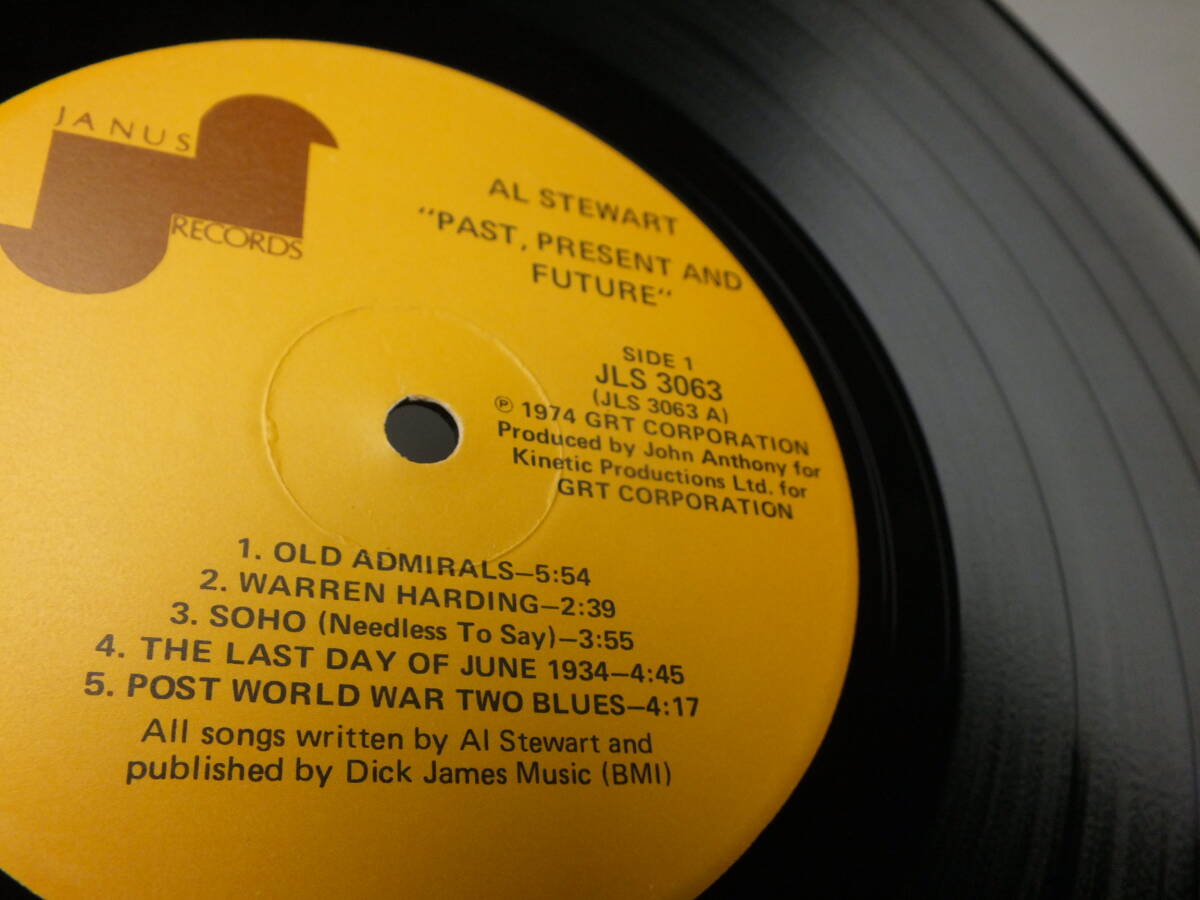 JANUS
RECORDS
AL STEWART
"PAST, PRESENT AND
FUTURE"
SIDE 1
JLS 3063
(JLS 3063 A)
℗ 1974 GRT CORPORATION
Produced by John Anthony for
Kinetic Productions Ltd. for
GRT CORPORATION
1. OLD ADMIRALS—5:54
2. WARREN HARDING—2:39
3. SOHO (Needless To Say)—3:55
4. THE LAST DAY OF JUNE 1934—4:45
5. POST WORLD WAR TWO BLUES—4:17
All songs written by Al Stewart and
published by Dick James Music (BMI)